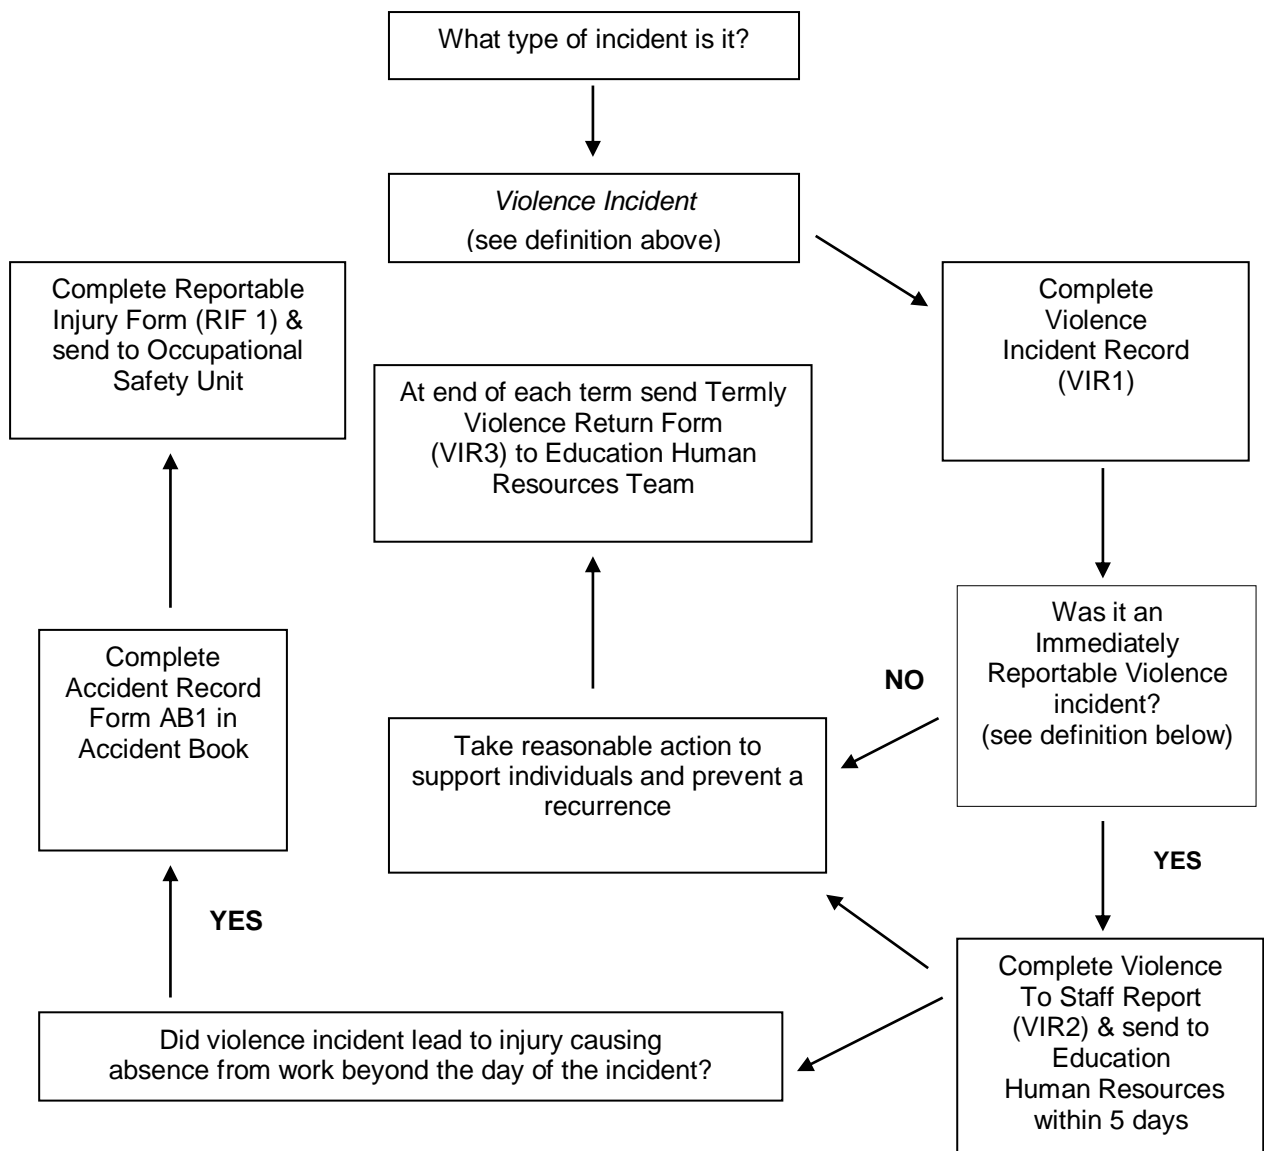 What type of incident is it?
Violence Incident
(see definition above)
Complete Reportable
Injury Form (RIF 1) &
send to Occupational
Safety Unit
Complete
Violence
Incident Record
(VIR1)
At end of each term send Termly
Violence Return Form
(VIR3) to Education Human
Resources Team
Was it an
Immediately
Reportable Violence
incident?
(see definition below)
Complete
Accident Record
Form AB1 in
Accident Book
NO
Take reasonable action to
support individuals and prevent a
recurrence
YES
YES
Complete Violence
To Staff Report
(VIR2) & send to
Education
Human Resources
within 5 days
Did violence incident lead to injury causing
absence from work beyond the day of the incident?